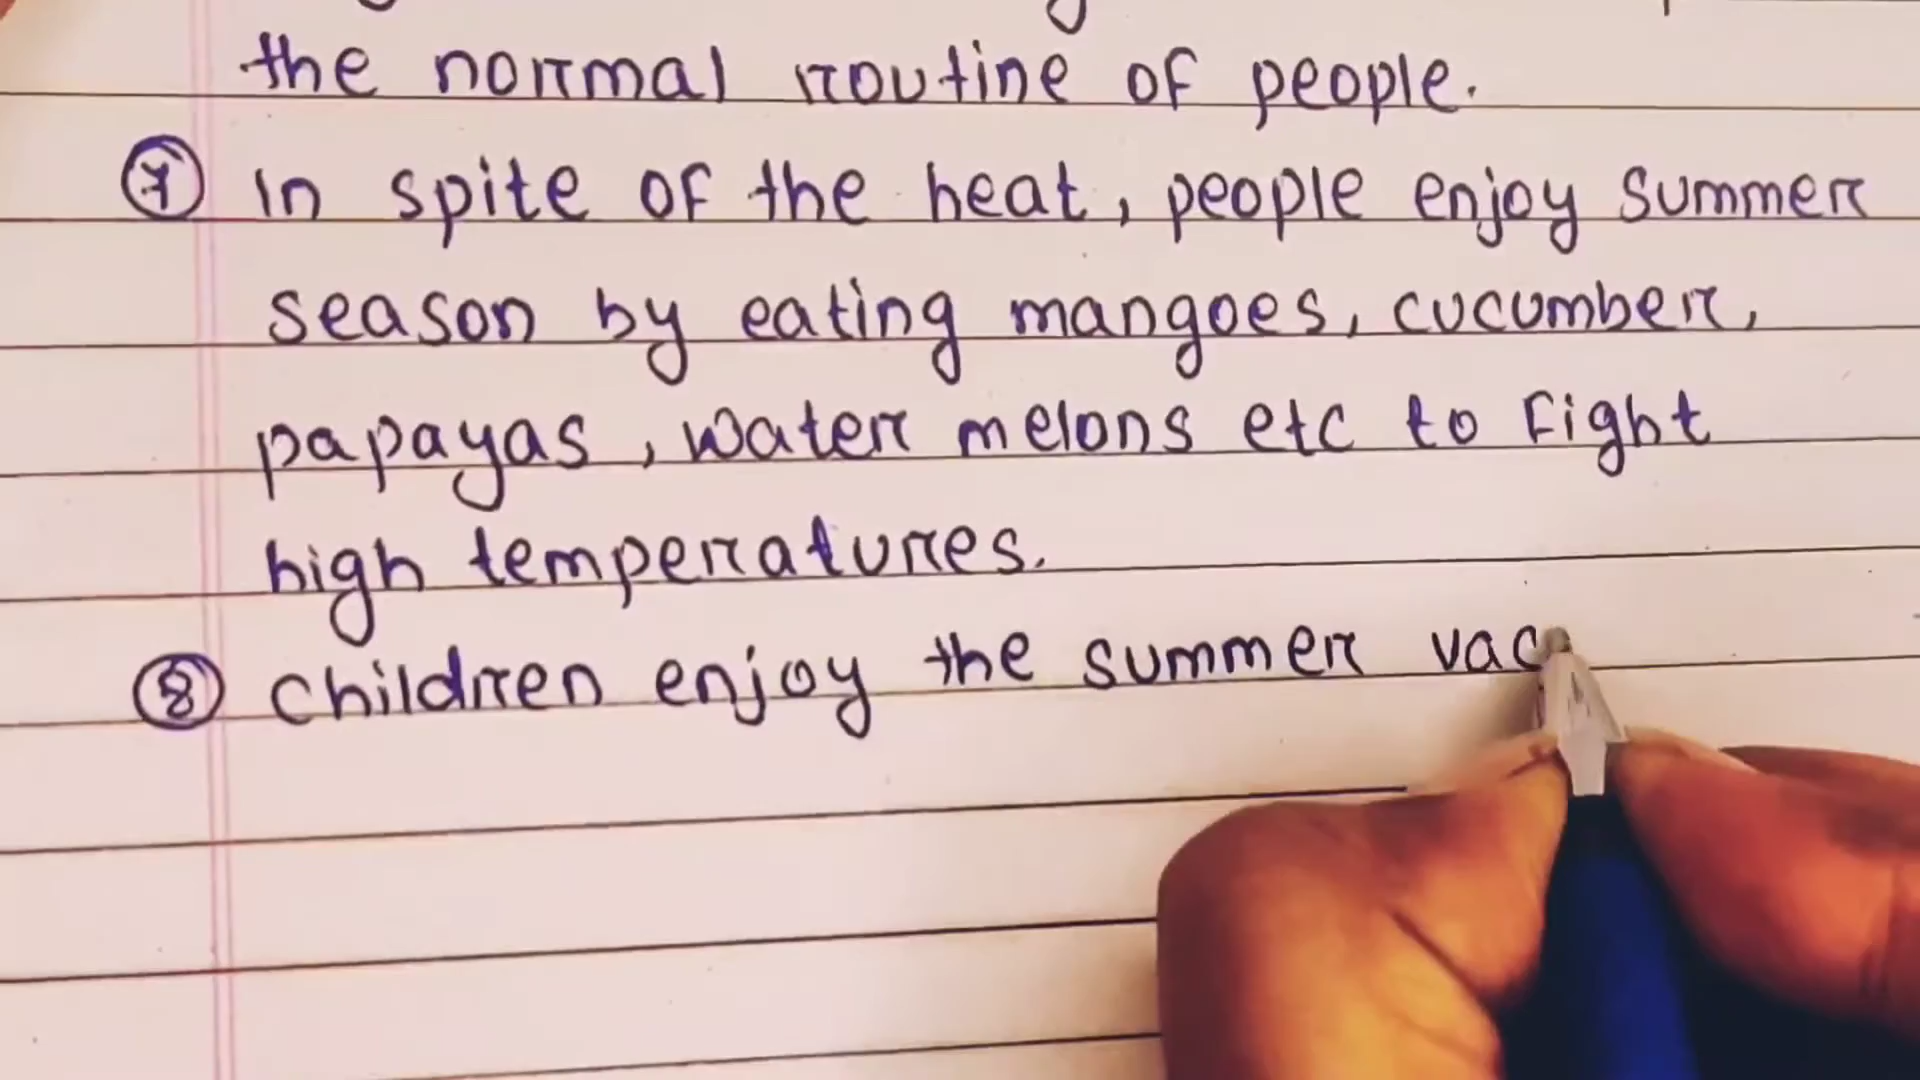 the normal routine of people.
7 In spite of the heat, people enjoy summer
season by eating mangoes, cucumber,
papayas, water melons etc to Fight
high temperatures.
8 children enjoy the summer vac